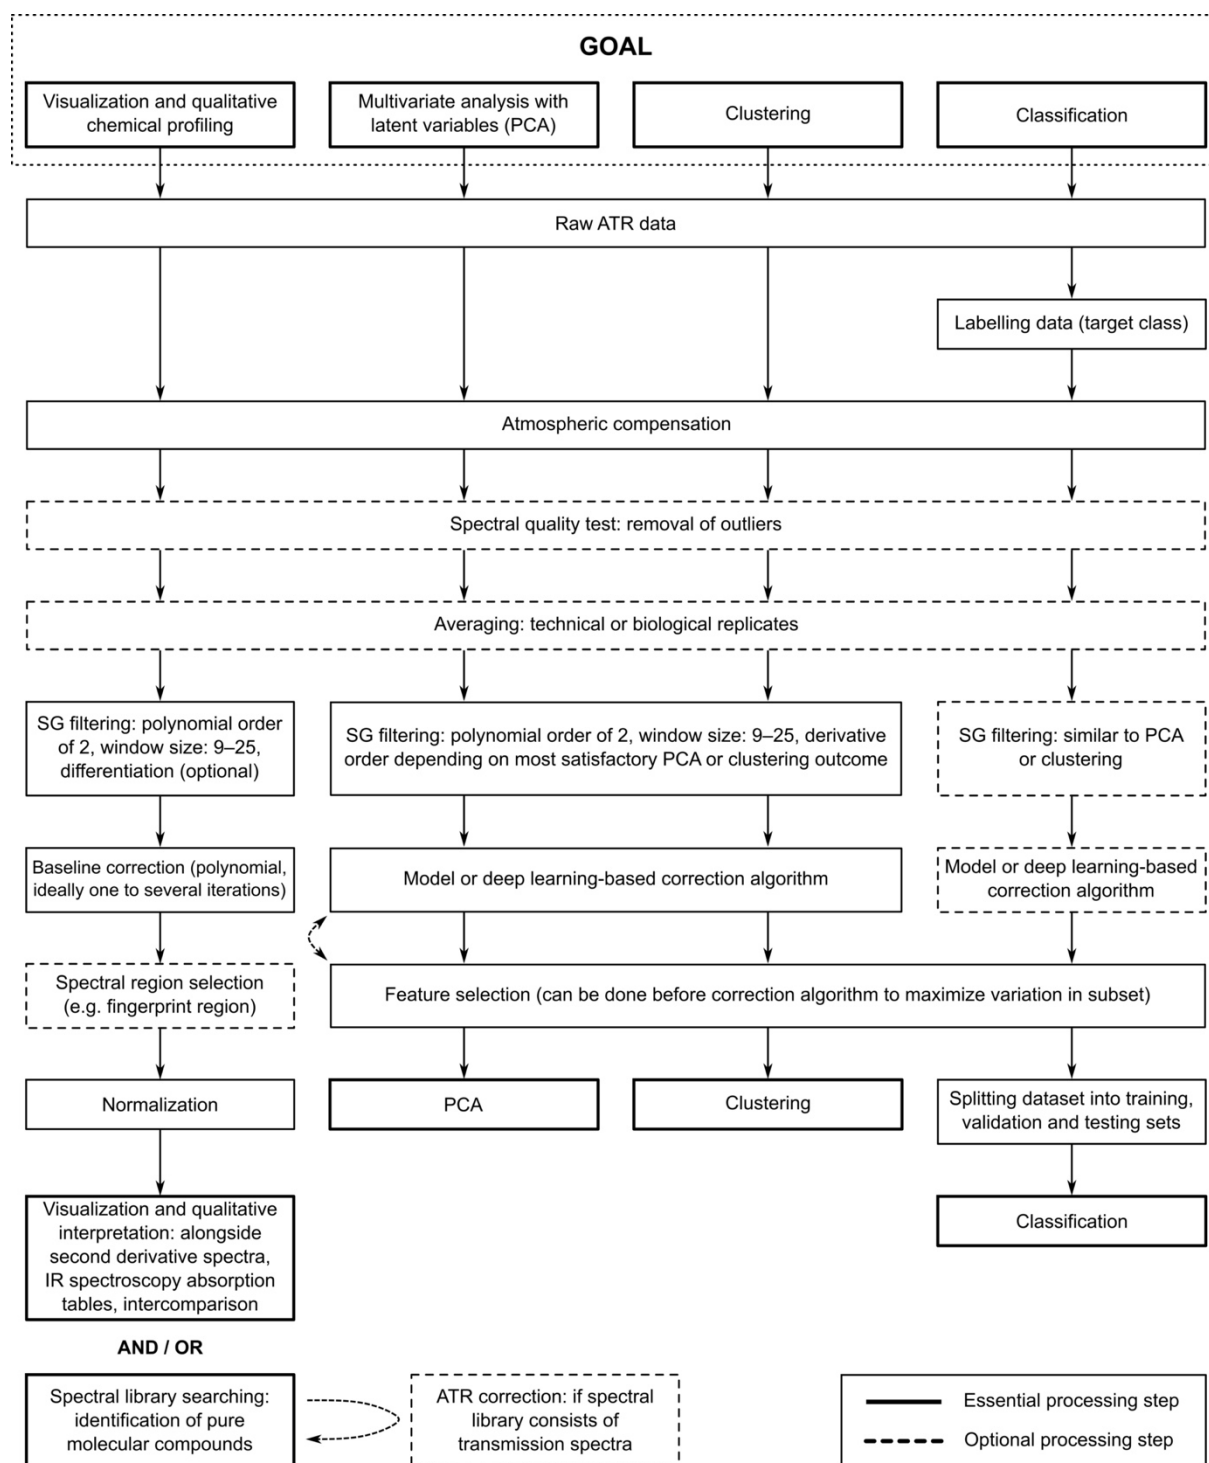 GOAL
Visualization and qualitative
chemical profiling
Multivariate analysis with
latent variables (PCA)
Clustering
Classification
Raw ATR data
Labelling data (target class)
Atmospheric compensation
Spectral quality test: removal of outliers
Averaging: technical or biological replicates
SG filtering: polynomial order
of 2, window size: 9–25,
differentiation (optional)
SG filtering: polynomial order of 2, window size: 9–25, derivative
order depending on most satisfactory PCA or clustering outcome
SG filtering: similar to PCA
or clustering
Baseline correction (polynomial,
ideally one to several iterations)
Model or deep learning-based correction algorithm
Model or deep learning-based
correction algorithm
Spectral region selection
(e.g. fingerprint region)
Feature selection (can be done before correction algorithm to maximize variation in subset)
Normalization
PCA
Clustering
Splitting dataset into training,
validation and testing sets
Visualization and qualitative
interpretation: alongside
second derivative spectra,
IR spectroscopy absorption
tables, intercomparison
Classification
AND / OR
Spectral library searching:
identification of pure
molecular compounds
ATR correction: if spectral
library consists of
transmission spectra
Essential processing step
Optional processing step